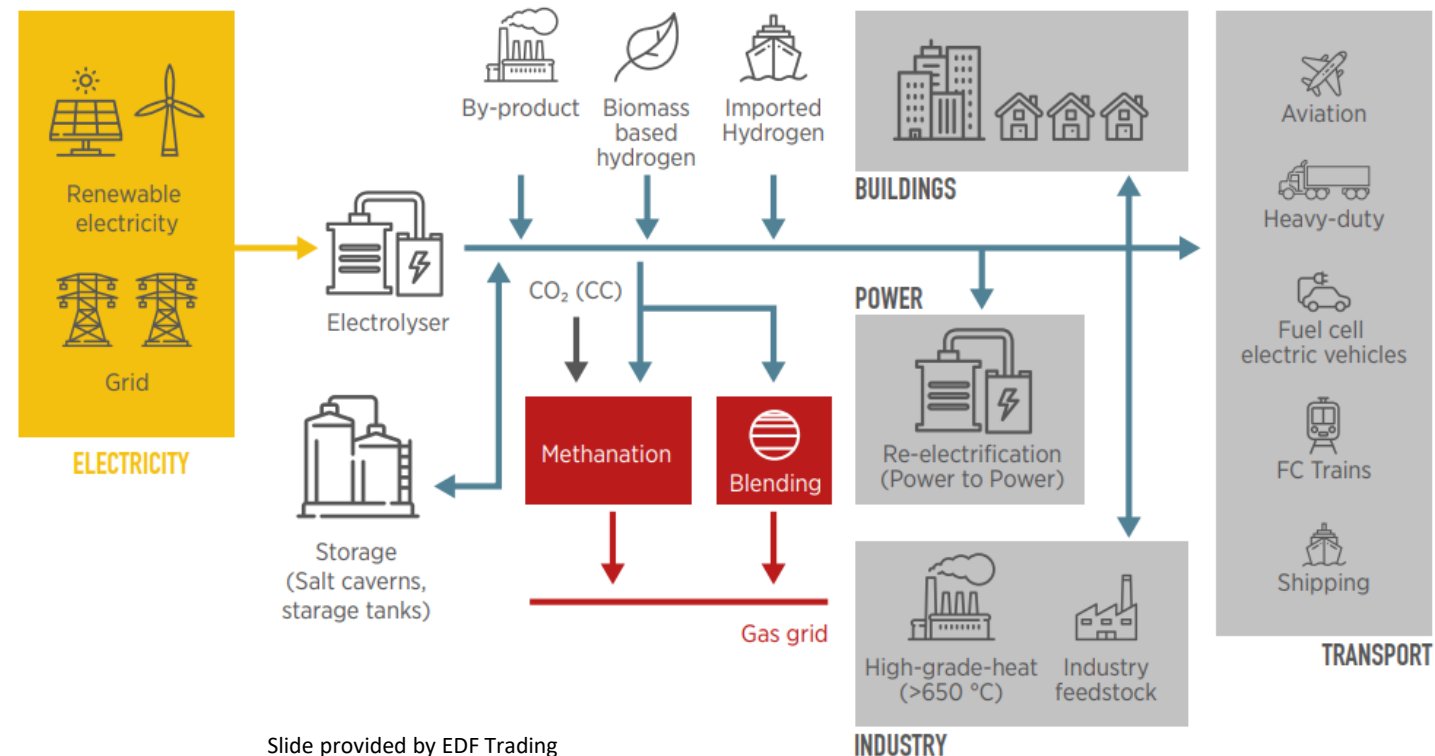 Renewable
electricity
Grid
ELECTRICITY
By-product
Biomass
based
hydrogen
Imported
Hydrogen
Electrolyser
Storage
(Salt caverns,
starage tanks)
CO₂ (CC)
Methanation
Blending
Gas grid
BUILDINGS
POWER
Re-electrification
(Power to Power)
High-grade-heat
(>650 °C)
Industry
feedstock
INDUSTRY
Aviation
Heavy-duty
Fuel cell
electric vehicles
FC Trains
Shipping
TRANSPORT
Slide provided by EDF Trading